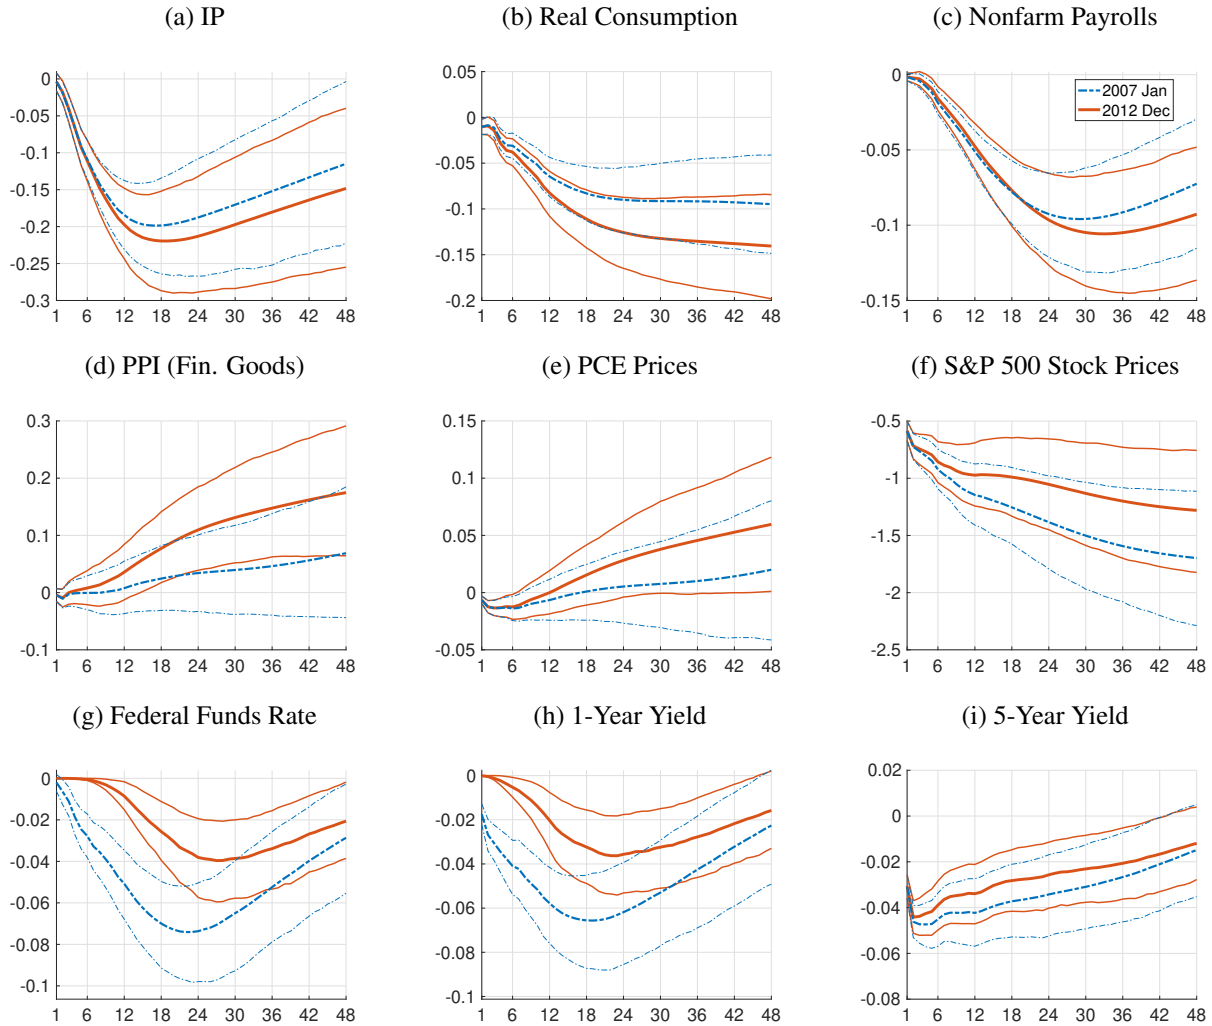 (a) IP
(b) Real Consumption
(c) Nonfarm Payrolls
0
-0.05
-0.1
-0.15
-0.2
-0.25
-0.3
1 6 12 18 24 30 36 42 48
0.05
0
-0.05
-0.1
-0.15
-0.2
1 6 12 18 24 30 36 42 48
0
-0.05
-0.1
-0.15
2007 Jan
2012 Dec
1 6 12 18 24 30 36 42 48
(d) PPI (Fin. Goods)
(e) PCE Prices
(f) S&P 500 Stock Prices
0.3
0.2
0.1
0
-0.1
1 6 12 18 24 30 36 42 48
0.15
0.1
0.05
0
-0.05
1 6 12 18 24 30 36 42 48
-0.5
-1
-1.5
-2
-2.5
1 6 12 18 24 30 36 42 48
(g) Federal Funds Rate
(h) 1-Year Yield
(i) 5-Year Yield
0
-0.02
-0.04
-0.06
-0.08
-0.1
1 6 12 18 24 30 36 42 48
0
-0.02
-0.04
-0.06
-0.08
-0.1
1 6 12 18 24 30 36 42 48
0.02
0
-0.02
-0.04
-0.06
-0.08
1 6 12 18 24 30 36 42 48